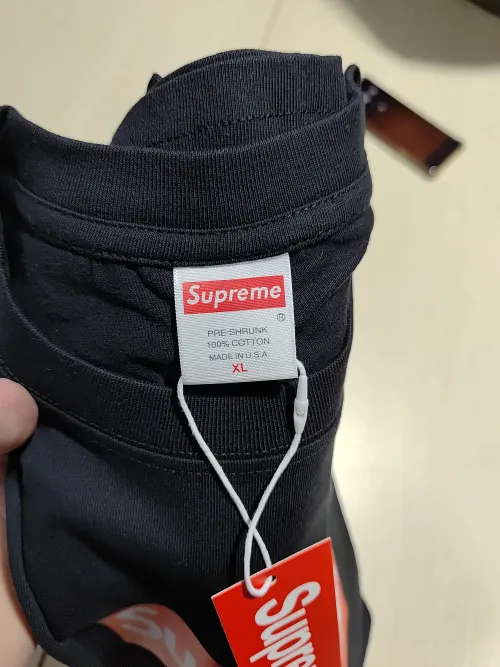 Supreme
®
PRE-SHRUNK
100% COTTON
MADE IN U.S.A
XL
Supre